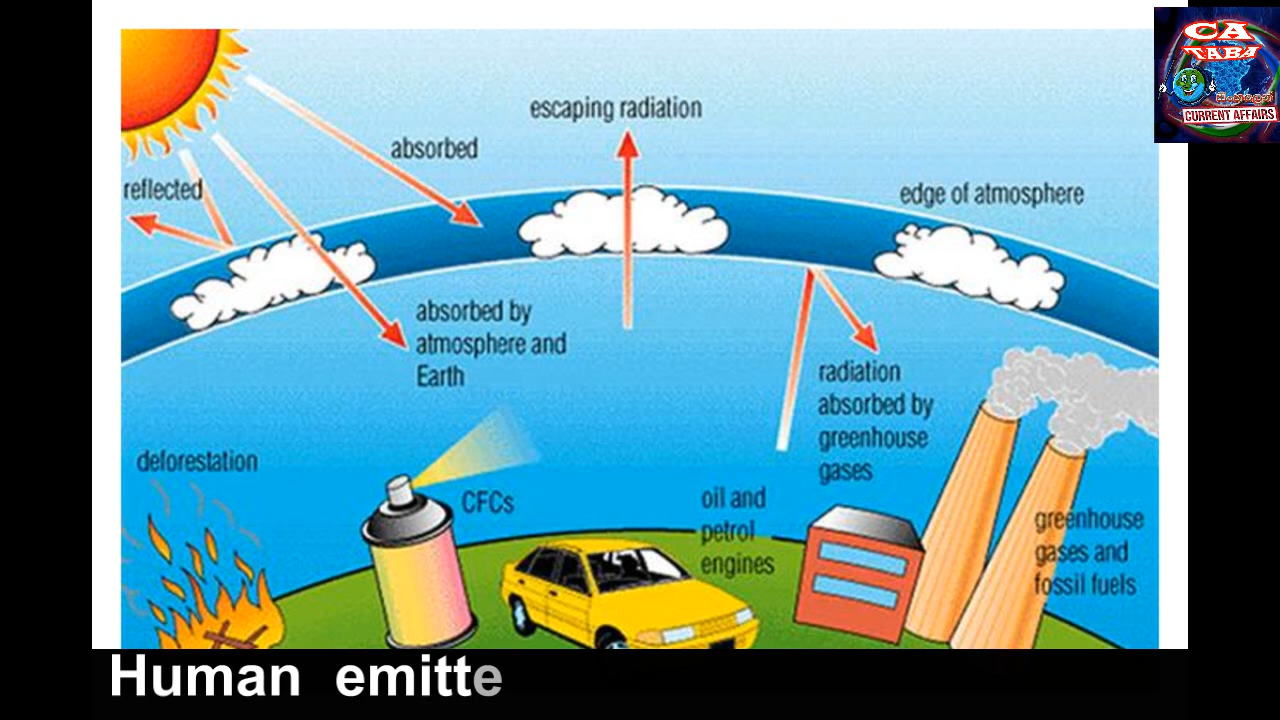 CA
TABA
CURRENT AFFAIRS
escaping radiation
absorbed
reflected
edge of atmosphere
absorbed by
atmosphere and
Earth
radiation
absorbed by
greenhouse
gases
deforestation
CFCs
oil and
petrol
engines
greenhouse
gases and
fossil fuels
Human emitte